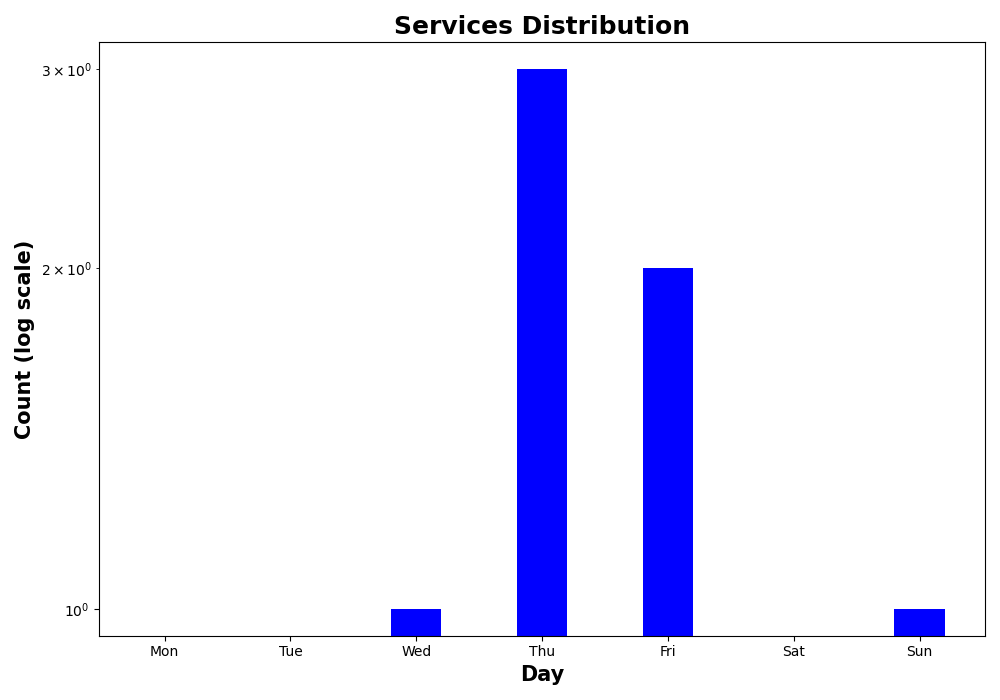 Services Distribution
Count (log scale)
3 × 10⁰
2 × 10⁰
10⁰
Mon Tue Wed Thu Fri Sat Sun
Day